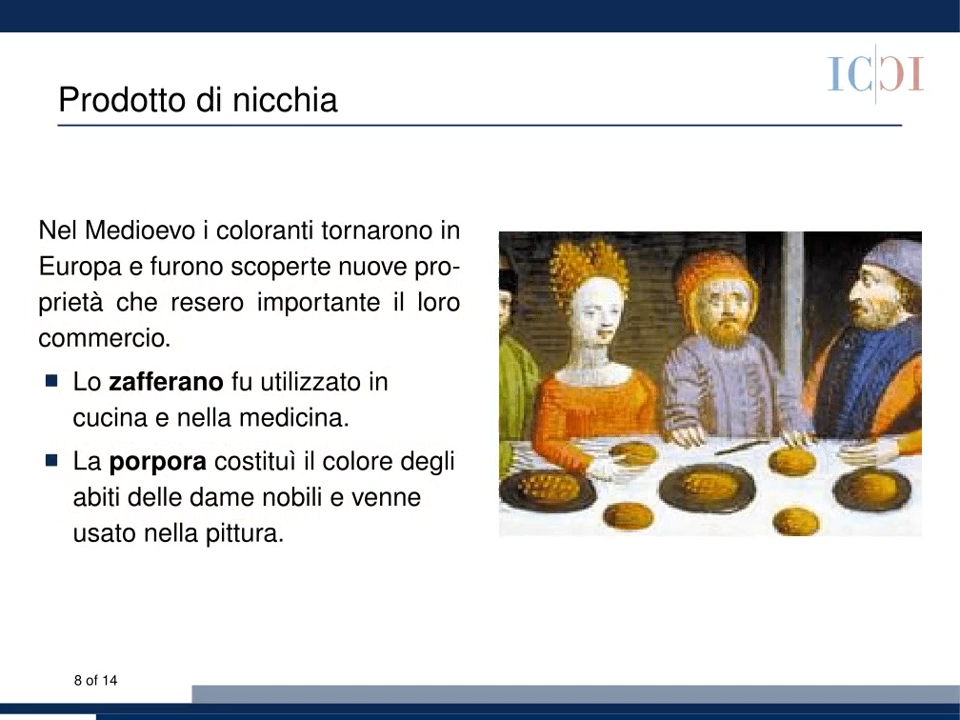 IC|ƆI
Prodotto di nicchia
Nel Medioevo i coloranti tornarono in
Europa e furono scoperte nuove pro-
prietà che resero importante il loro
commercio.
Lo zafferano fu utilizzato in
cucina e nella medicina.
La porpora costituì il colore degli
abiti delle dame nobili e venne
usato nella pittura.
8 of 14